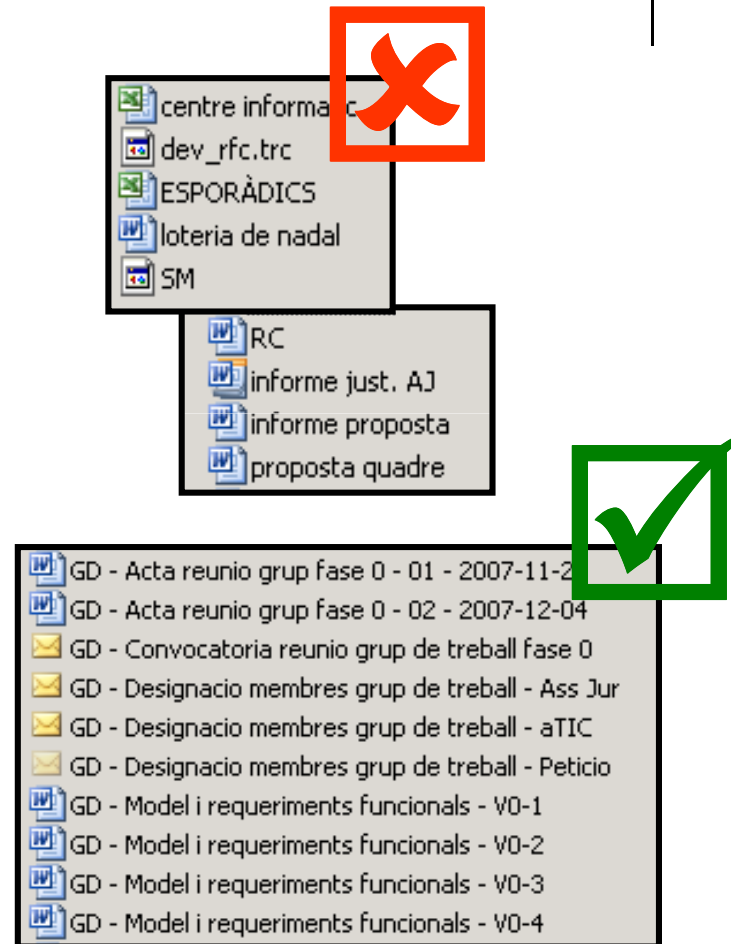 centre informatic
dev_rfc.trc
ESPORÀDICS
loteria de nadal
SM
RC
informe just. AJ
informe proposta
proposta quadre
GD - Acta reunio grup fase 0 - 01 - 2007-11-2
GD - Acta reunio grup fase 0 - 02 - 2007-12-04
GD - Convocatoria reunio grup de treball fase 0
GD - Designacio membres grup de treball - Ass Jur
GD - Designacio membres grup de treball - aTIC
GD - Designacio membres grup de treball - Peticio
GD - Model i requeriments funcionals - V0-1
GD - Model i requeriments funcionals - V0-2
GD - Model i requeriments funcionals - V0-3
GD - Model i requeriments funcionals - V0-4